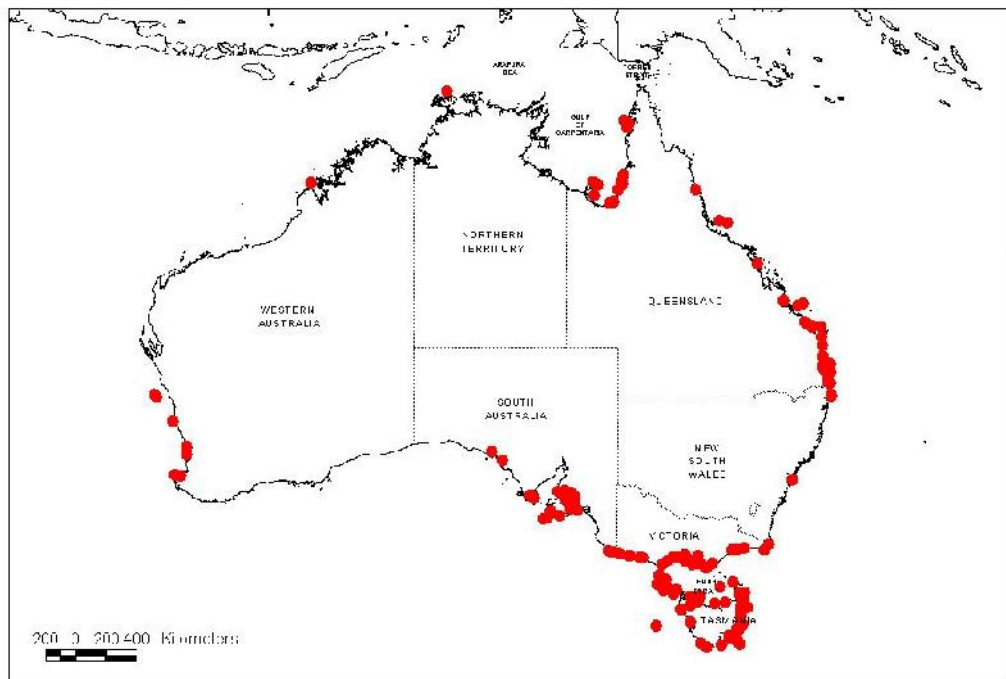 ARAFURA
SEA
TORRES
STRAIT
GULF
OF
CARPENTARIA
NORTHERN
TERRITORY
WESTERN
AUSTRALIA
QUEENSLAND
SOUTH
AUSTRALIA
NEW
SOUTH
WALES
VICTORIA
TASMANIA
200 0 200 400 Kilometers